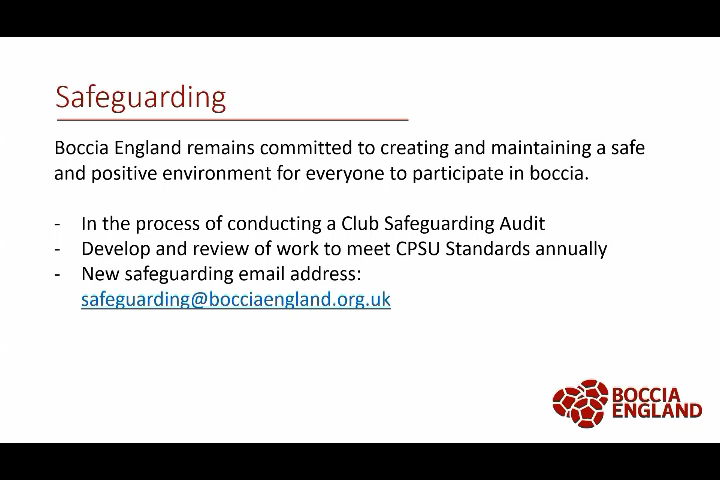 Safeguarding
Boccia England remains committed to creating and maintaining a safe
and positive environment for everyone to participate in boccia.
- In the process of conducting a Club Safeguarding Audit
- Develop and review of work to meet CPSU Standards annually
- New safeguarding email address:
safeguarding@bocciaengland.org.uk
BOCCIA
ENGLAND